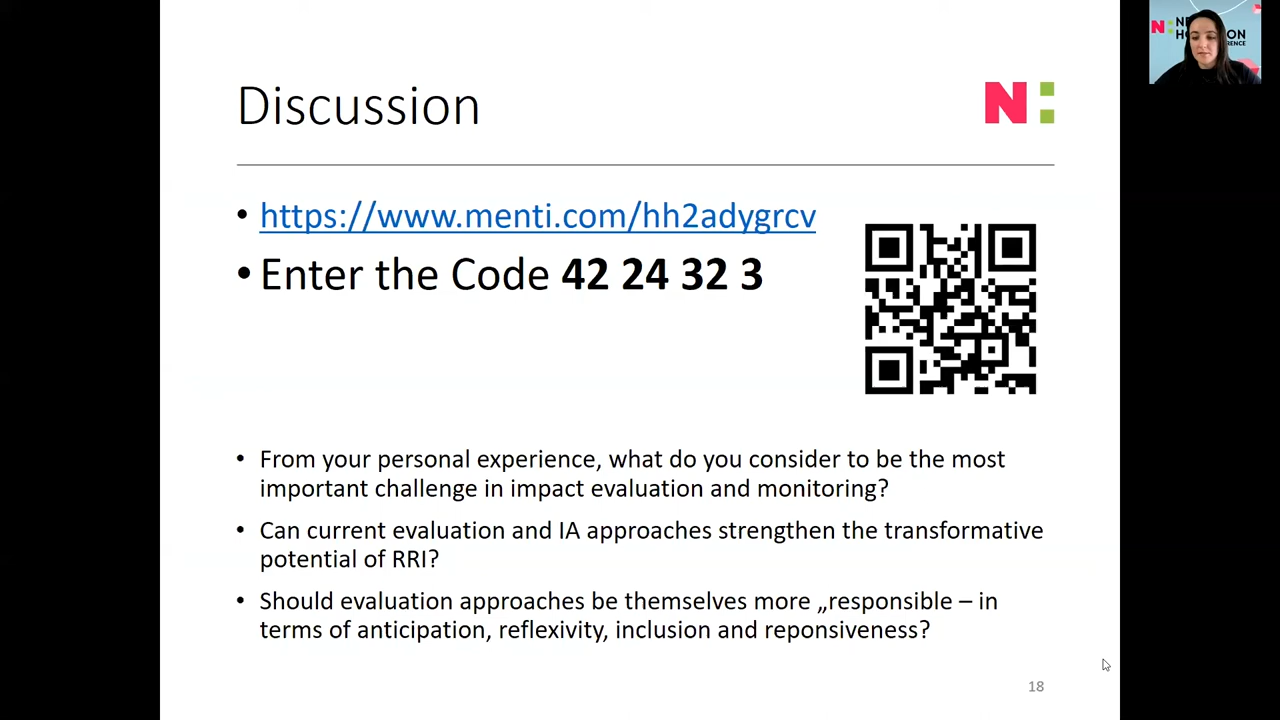 Discussion
N:
• https://www.menti.com/hh2adygrcv
• Enter the Code 42 24 32 3
• From your personal experience, what do you consider to be the most
important challenge in impact evaluation and monitoring?
• Can current evaluation and IA approaches strengthen the transformative
potential of RRI?
• Should evaluation approaches be themselves more „responsible – in
terms of anticipation, reflexivity, inclusion and reponsiveness?
18
N: